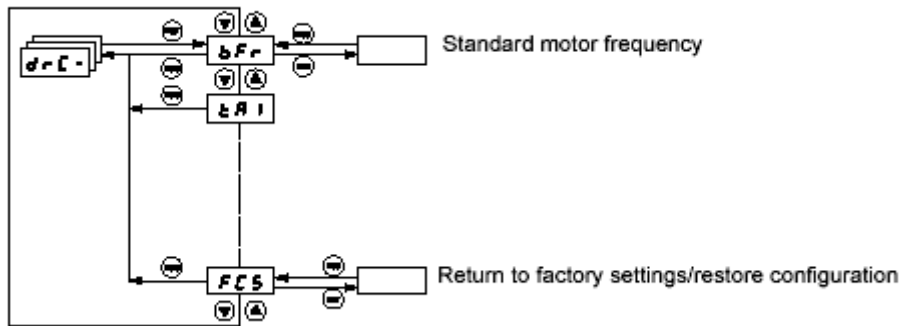 bFr
Standard motor frequency
drC-
tA1
FCS
Return to factory settings/restore configuration